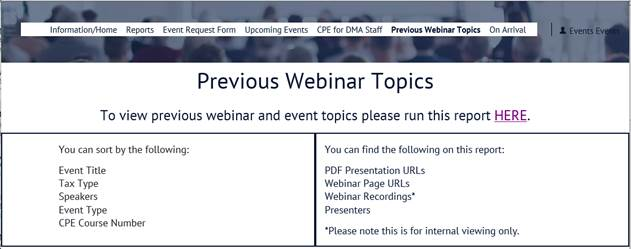 Information/Home Reports Event Request Form Upcoming Events CPE for DMA Staff Previous Webinar Topics On Arrival Events Events
Previous Webinar Topics
To view previous webinar and event topics please run this report HERE.
You can sort by the following:
Event Title
Tax Type
Speakers
Event Type
CPE Course Number
You can find the following on this report:
PDF Presentation URLs
Webinar Page URLs
Webinar Recordings*
Presenters
*Please note this is for internal viewing only.